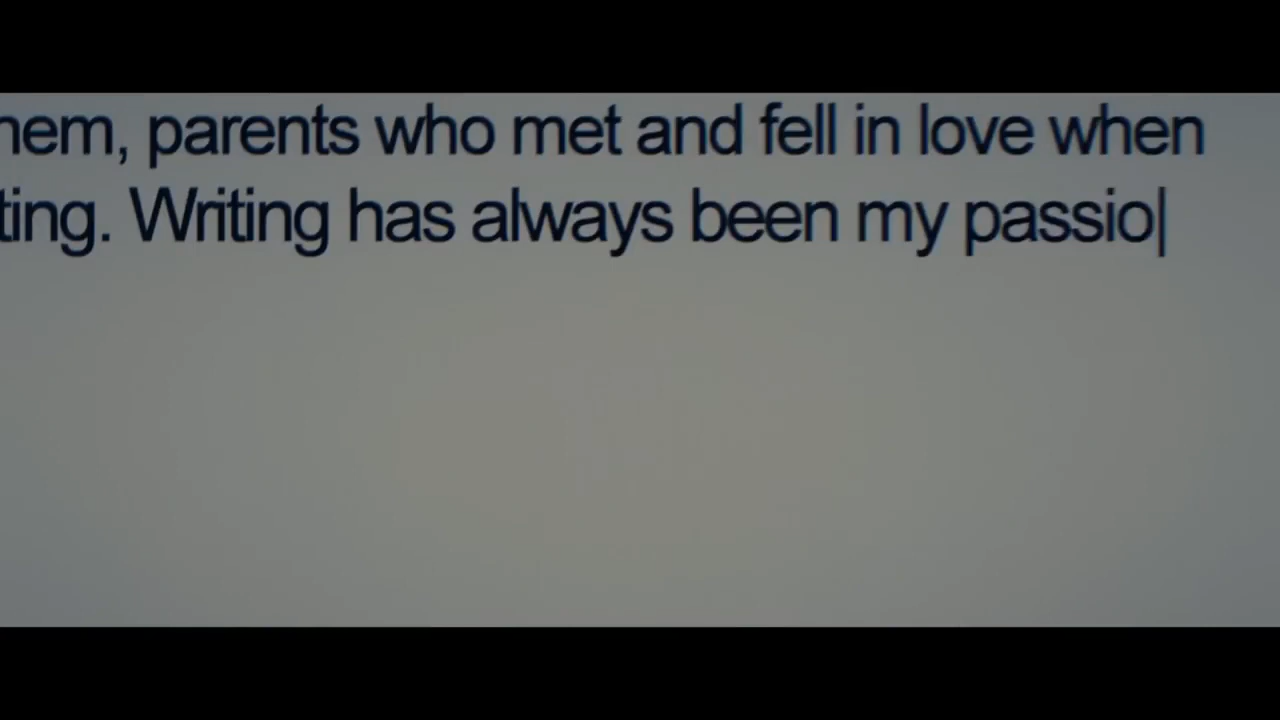 hem, parents who met and fell in love when
ting. Writing has always been my passio